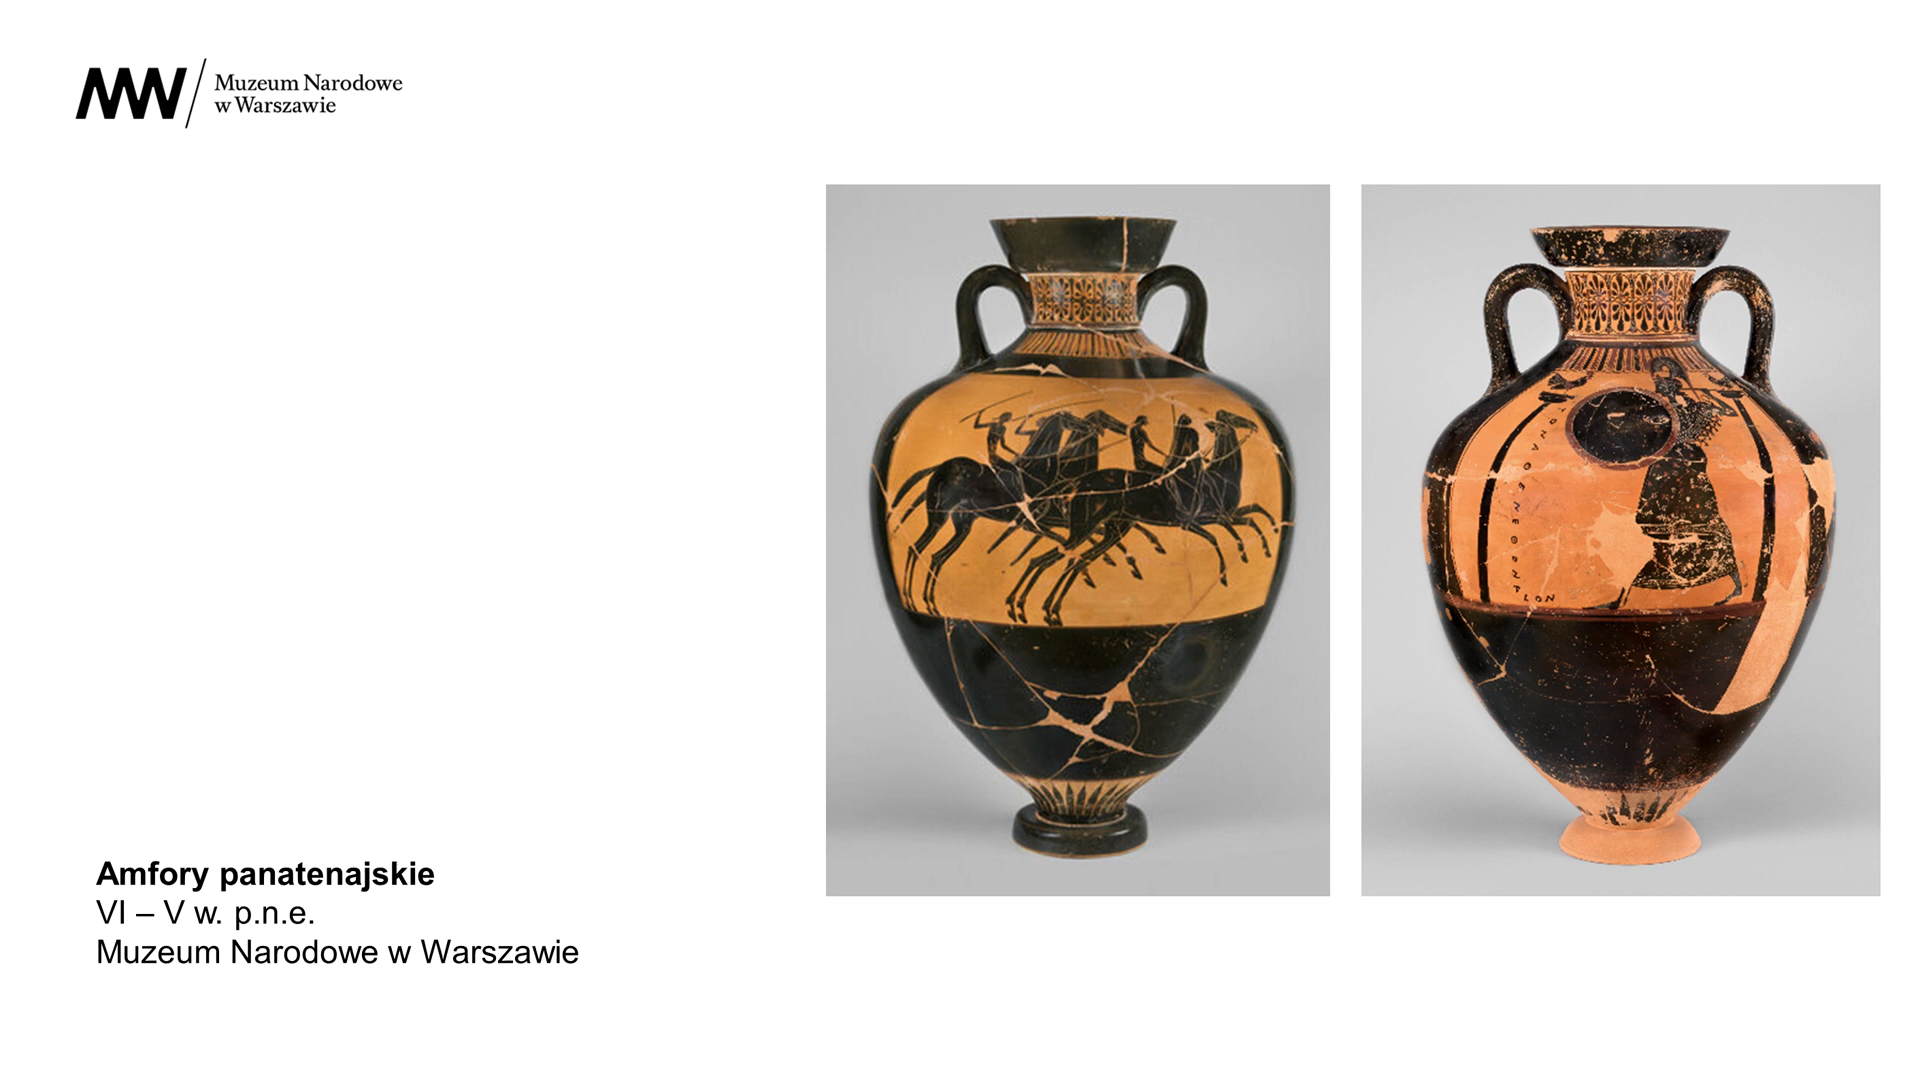 MNW
Muzeum Narodowe
w Warszawie
Amfory panatenajskie
VI – V w. p.n.e.
Muzeum Narodowe w Warszawie